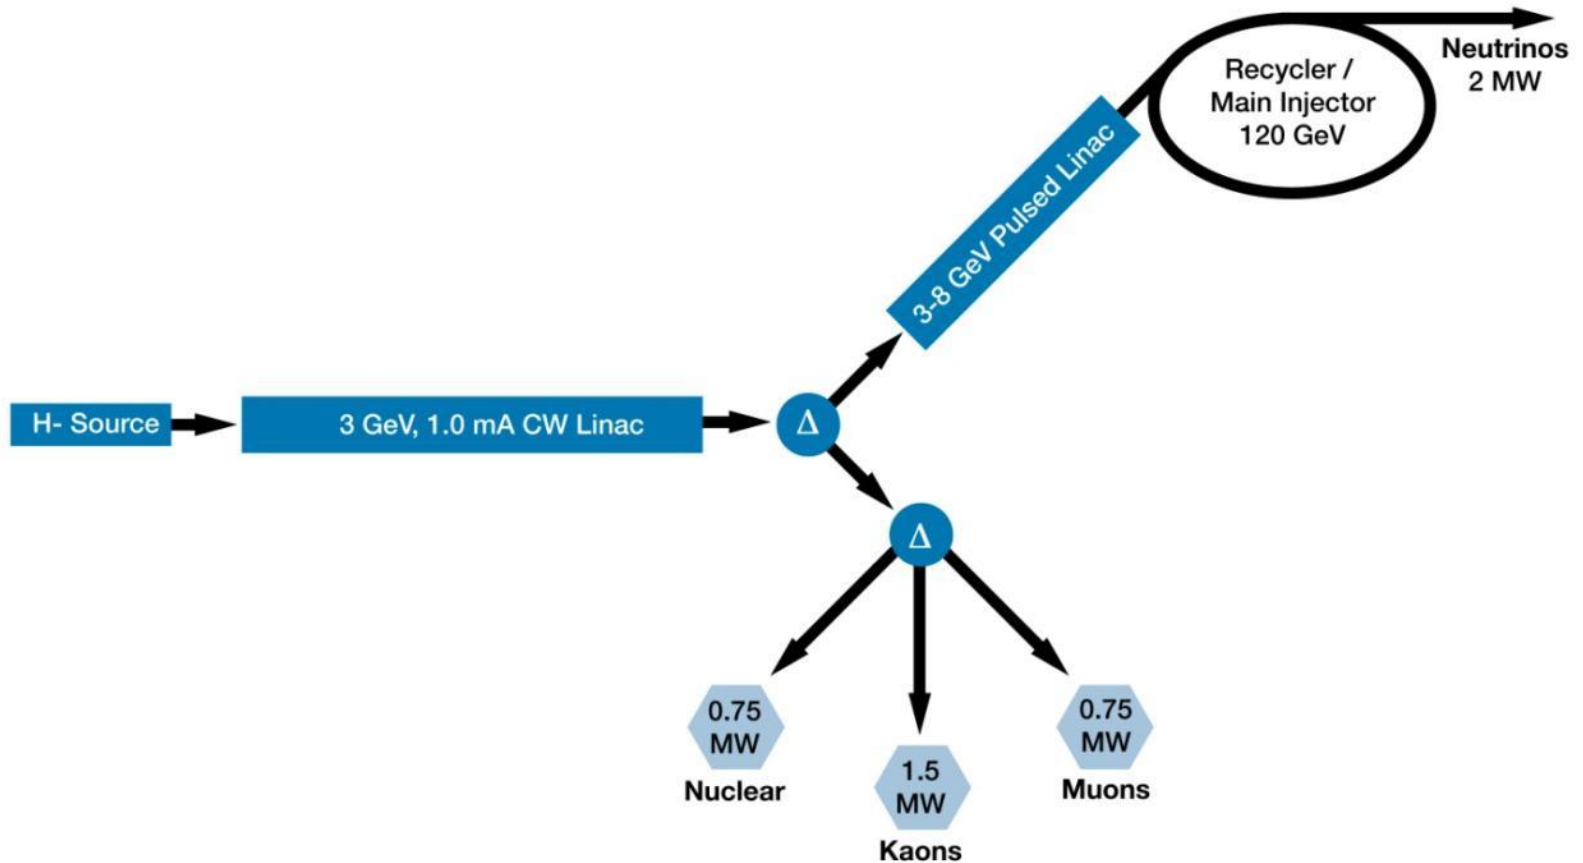 Neutrinos
2 MW
Recycler /
Main Injector
120 GeV
3-8 GeV Pulsed Linac
H- Source
3 GeV, 1.0 mA CW Linac
Δ
Δ
0.75
MW
Nuclear
1.5
MW
Kaons
0.75
MW
Muons